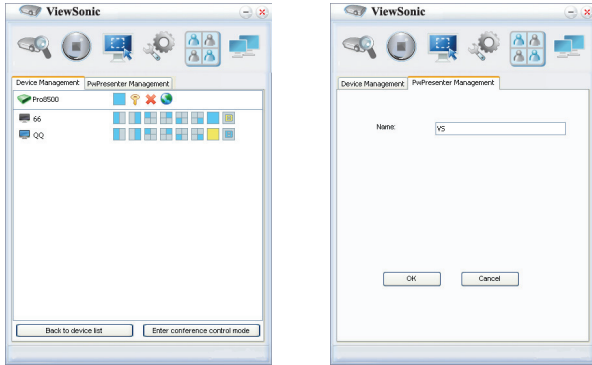 ViewSonic
Device Management PwPresenter Management
Pro8500
66
QQ
Back to device list Enter conference control mode
ViewSonic
Device Management PwPresenter Management
Name: VS
OK Cancel